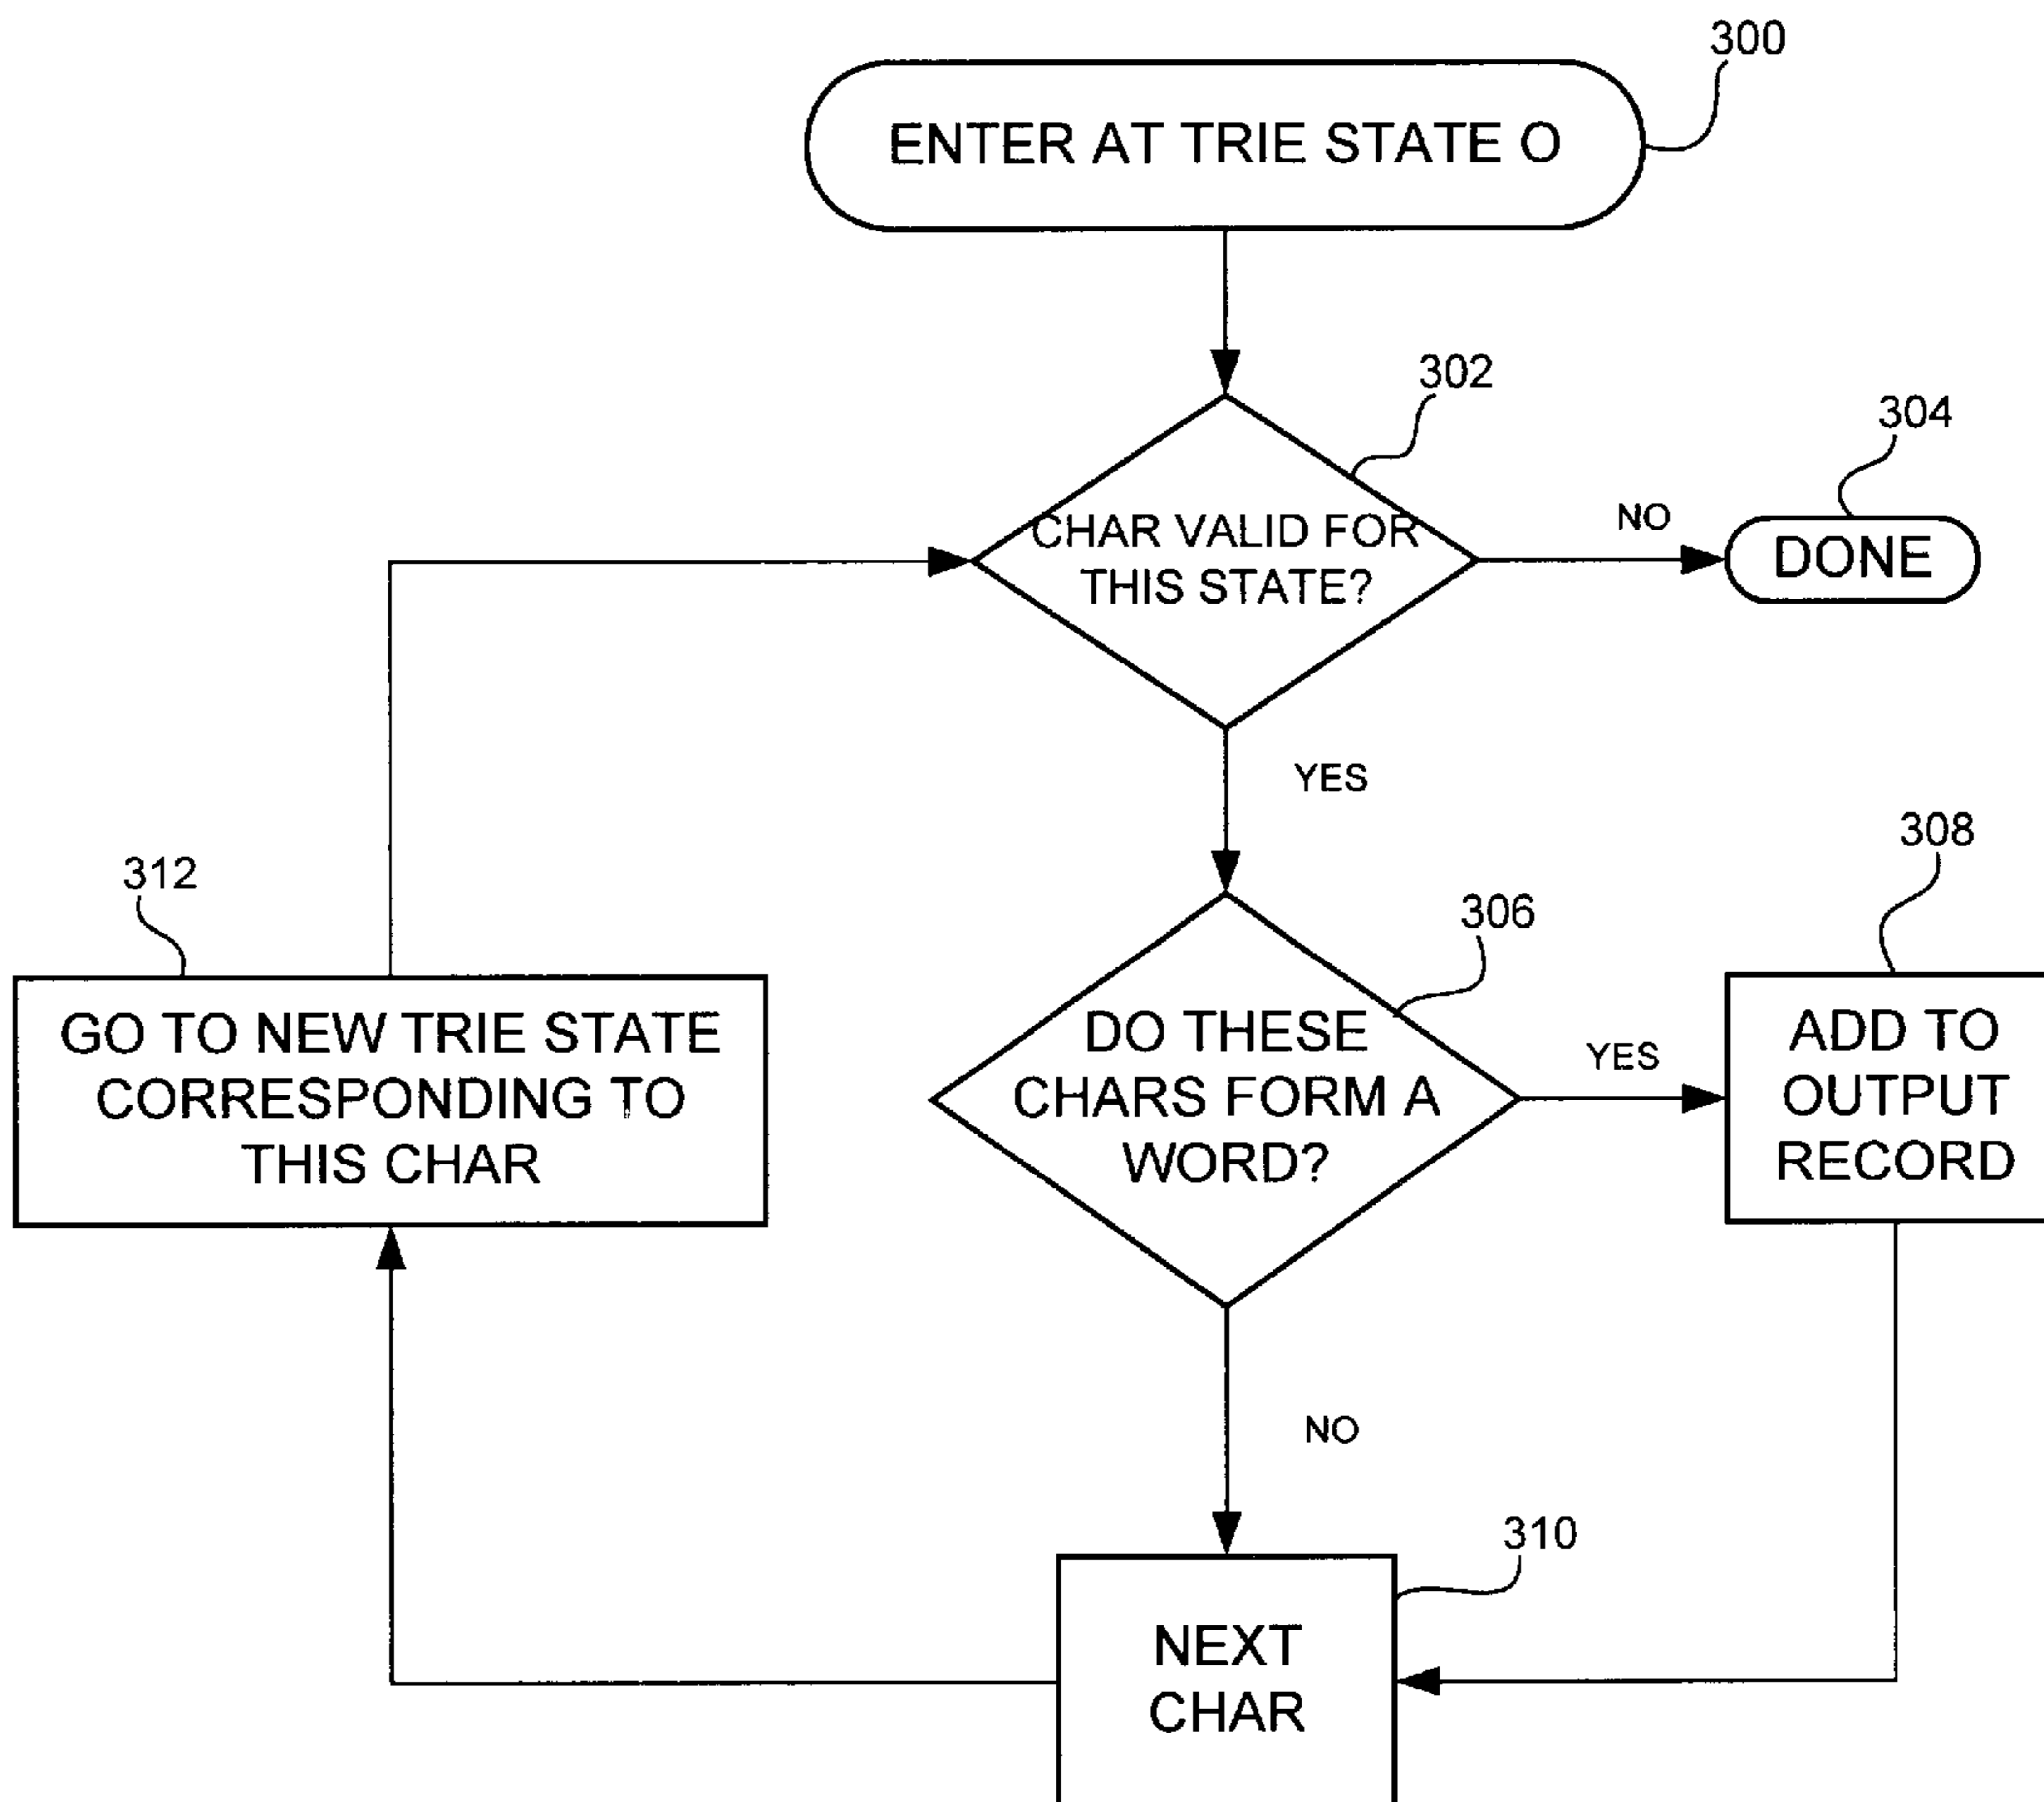 300
ENTER AT TRIE STATE O
302
304
CHAR VALID FOR
THIS STATE?
NO
DONE
YES
312
308
306
GO TO NEW TRIE STATE
CORRESPONDING TO
THIS CHAR
DO THESE
CHARS FORM A
WORD?
YES
ADD TO
OUTPUT
RECORD
NO
310
NEXT
CHAR